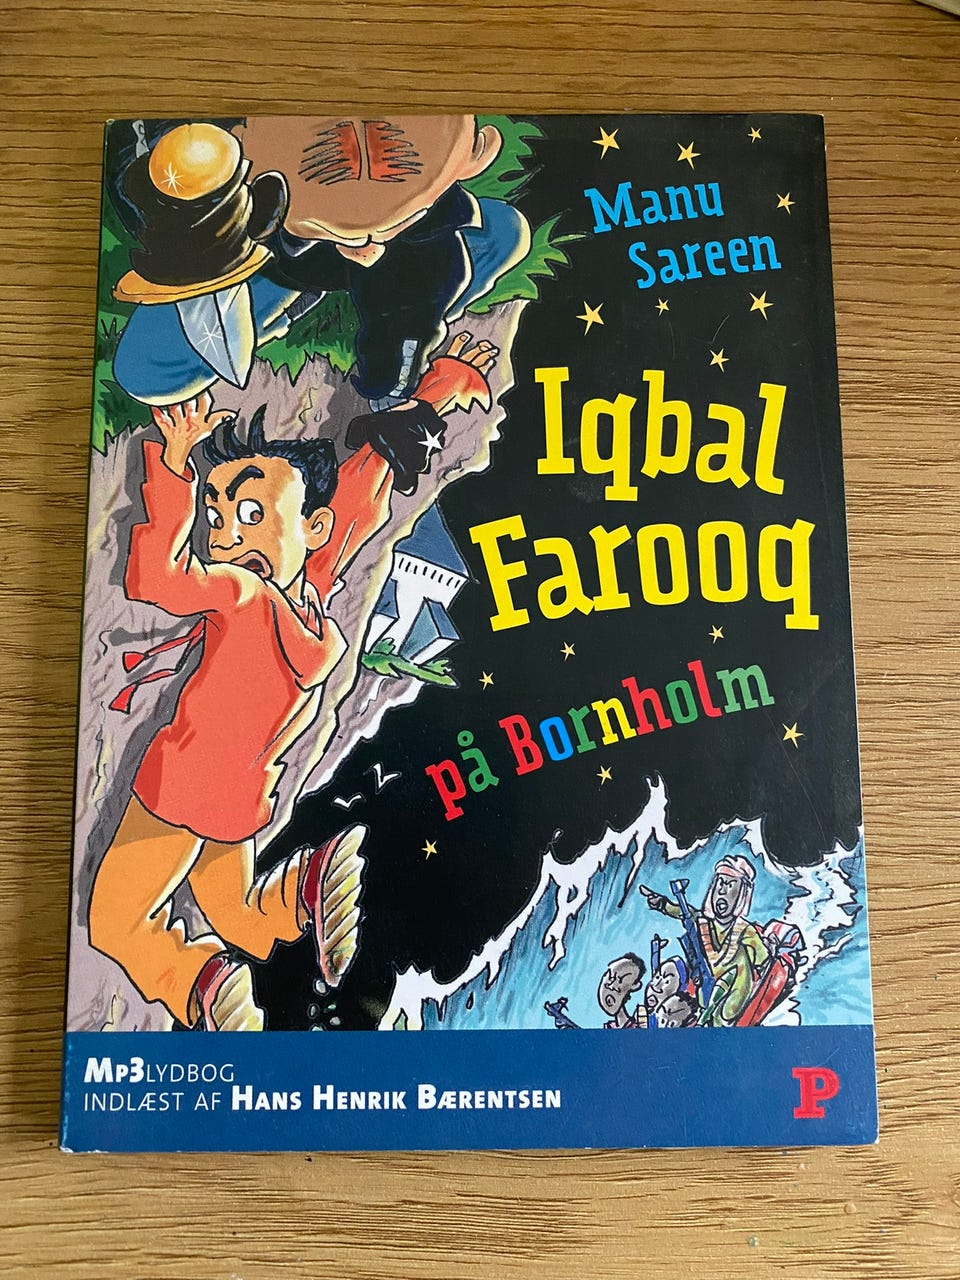 Manu
Sareen
Iqbal
Farooq
på Bornholm
MP3LYDBOG
INDLÆST AF HANS HENRIK BÆRENTSEN
P